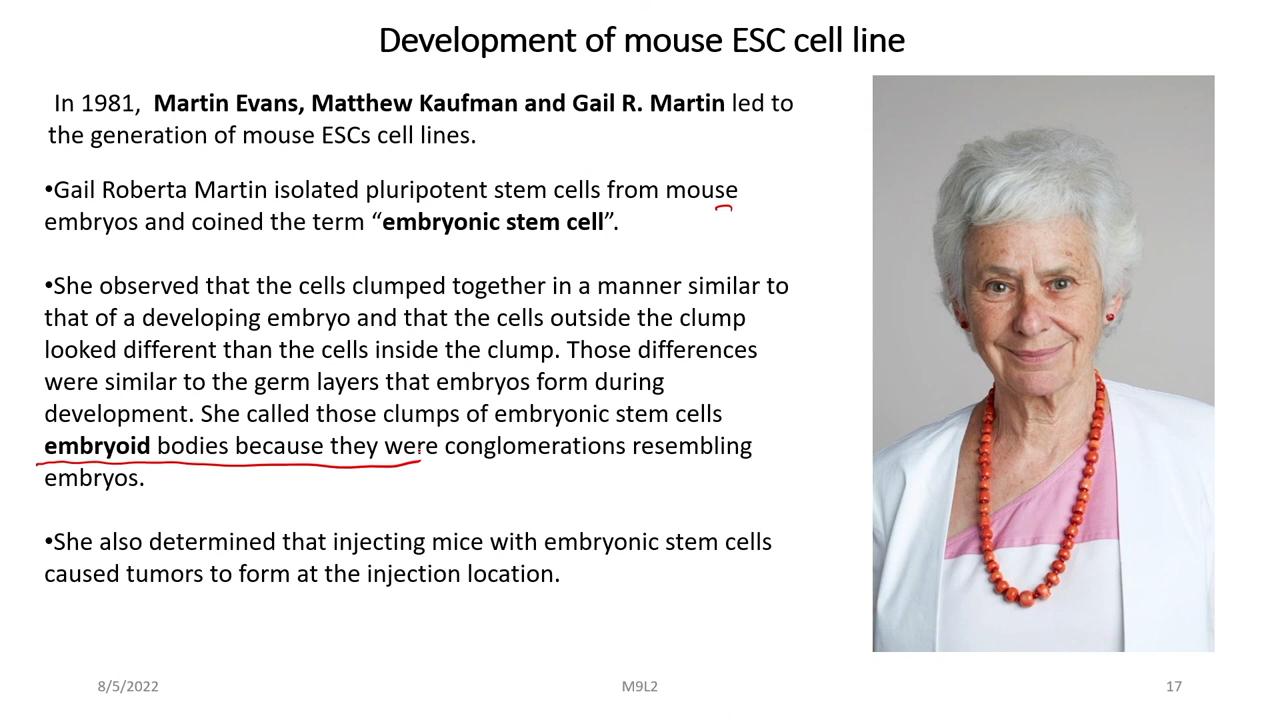 Development of mouse ESC cell line
In 1981, Martin Evans, Matthew Kaufman and Gail R. Martin led to
the generation of mouse ESCs cell lines.
•Gail Roberta Martin isolated pluripotent stem cells from mouse
embryos and coined the term “embryonic stem cell”.
•She observed that the cells clumped together in a manner similar to
that of a developing embryo and that the cells outside the clump
looked different than the cells inside the clump. Those differences
were similar to the germ layers that embryos form during
development. She called those clumps of embryonic stem cells
embryoid bodies because they were conglomerations resembling
embryos.
•She also determined that injecting mice with embryonic stem cells
caused tumors to form at the injection location.
8/5/2022
M9L2
17